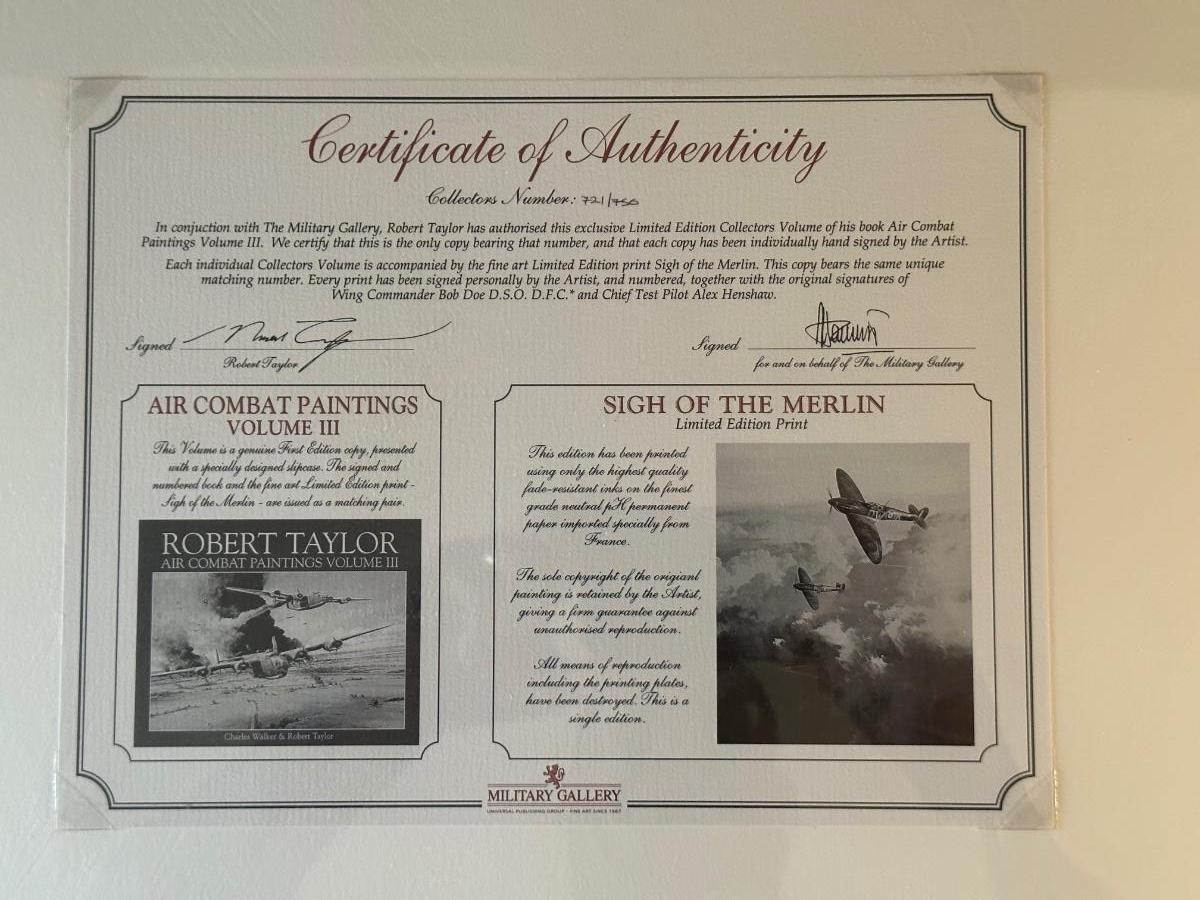 Certificate of Authenticity
Collectors Number: 721/750
In conjuction with The Military Gallery, Robert Taylor has authorised this exclusive Limited Edition Collectors Volume of his book Air Combat
Paintings Volume III. We certify that this is the only copy bearing that number, and that each copy has been individually hand signed by the Artist.
Each individual Collectors Volume is accompanied by the fine art Limited Edition print Sigh of the Merlin. This copy bears the same unique
matching number. Every print has been signed personally by the Artist, and numbered, together with the original signatures of
Wing Commander Bob Doe D.S.O. D.F.C.* and Chief Test Pilot Alex Henshaw.
Signed
Robert Taylor
Signed
for and on behalf of The Military Gallery
AIR COMBAT PAINTINGS
VOLUME III
This Volume is a genuine First Edition copy, presented
with a specially designed slipcase. The signed and
numbered book and the fine art Limited Edition print -
Sigh of the Merlin - are issued as a matching pair.
ROBERT TAYLOR
AIR COMBAT PAINTINGS VOLUME III
Charles Walker & Robert Taylor
SIGH OF THE MERLIN
Limited Edition Print
This edition has been printed
using only the highest quality
fade-resistant inks on the finest
grade neutral pH permanent
paper imported specially from
France.
The sole copyright of the origianl
painting is retained by the Artist,
giving a firm guarantee against
unauthorised reproduction.
All means of reproduction
including the printing plates,
have been destroyed. This is a
single edition.
MILITARY GALLERY
UNIVERSAL PUBLISHING GROUP - FINE ART SINCE 1967